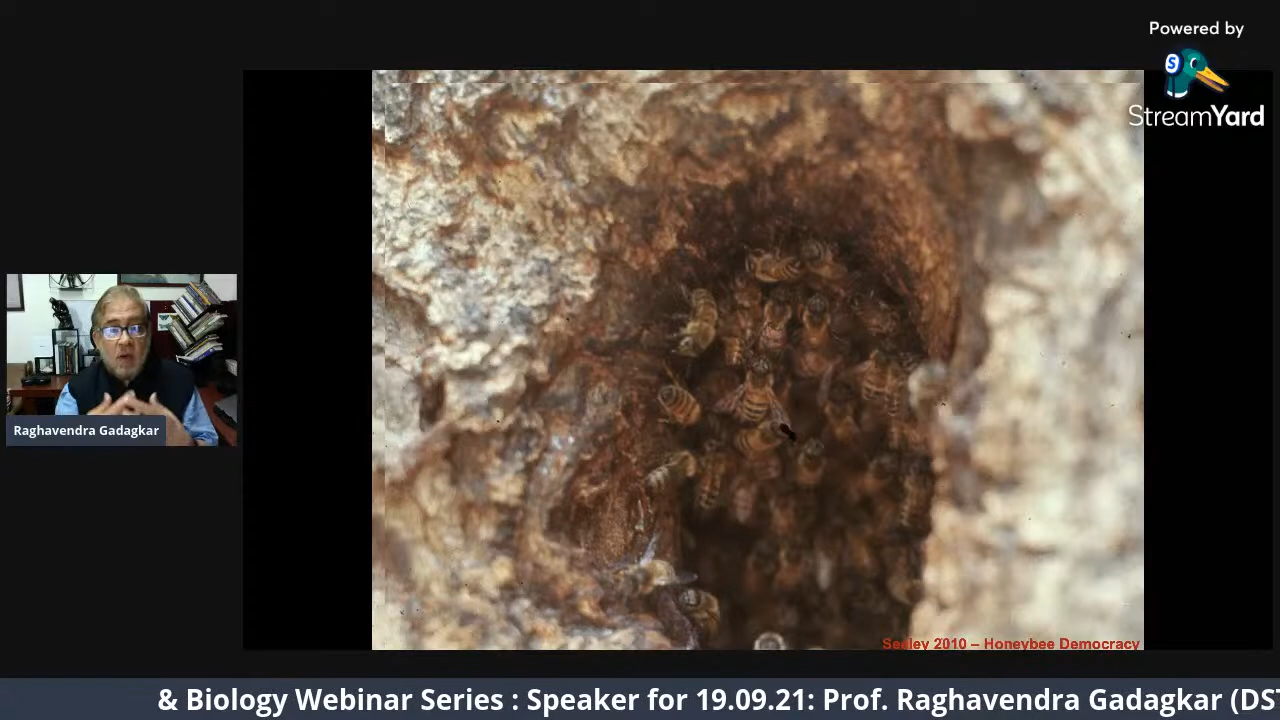 Powered by
S
StreamYard
Raghavendra Gadagkar
Seeley 2010 – Honeybee Democracy
& Biology Webinar Series : Speaker for 19.09.21: Prof. Raghavendra Gadagkar (DST